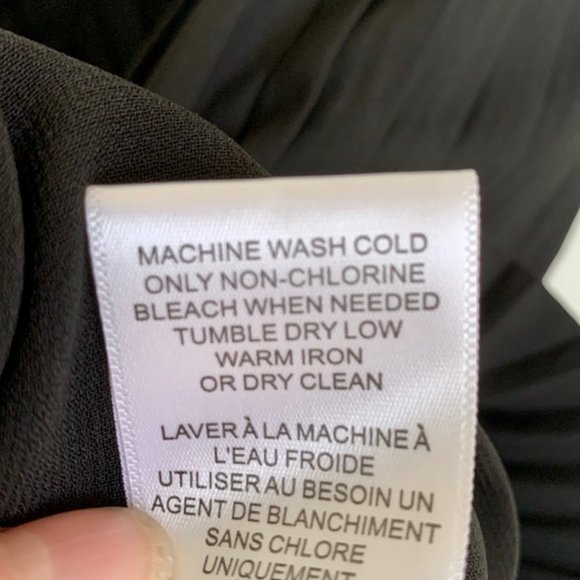 MACHINE WASH COLD
ONLY NON-CHLORINE
BLEACH WHEN NEEDED
TUMBLE DRY LOW
WARM IRON
OR DRY CLEAN
LAVER À LA MACHINE À
L'EAU FROIDE
UTILISER AU BESOIN UN
AGENT DE BLANCHIMENT
SANS CHLORE
UNIQUEMENT